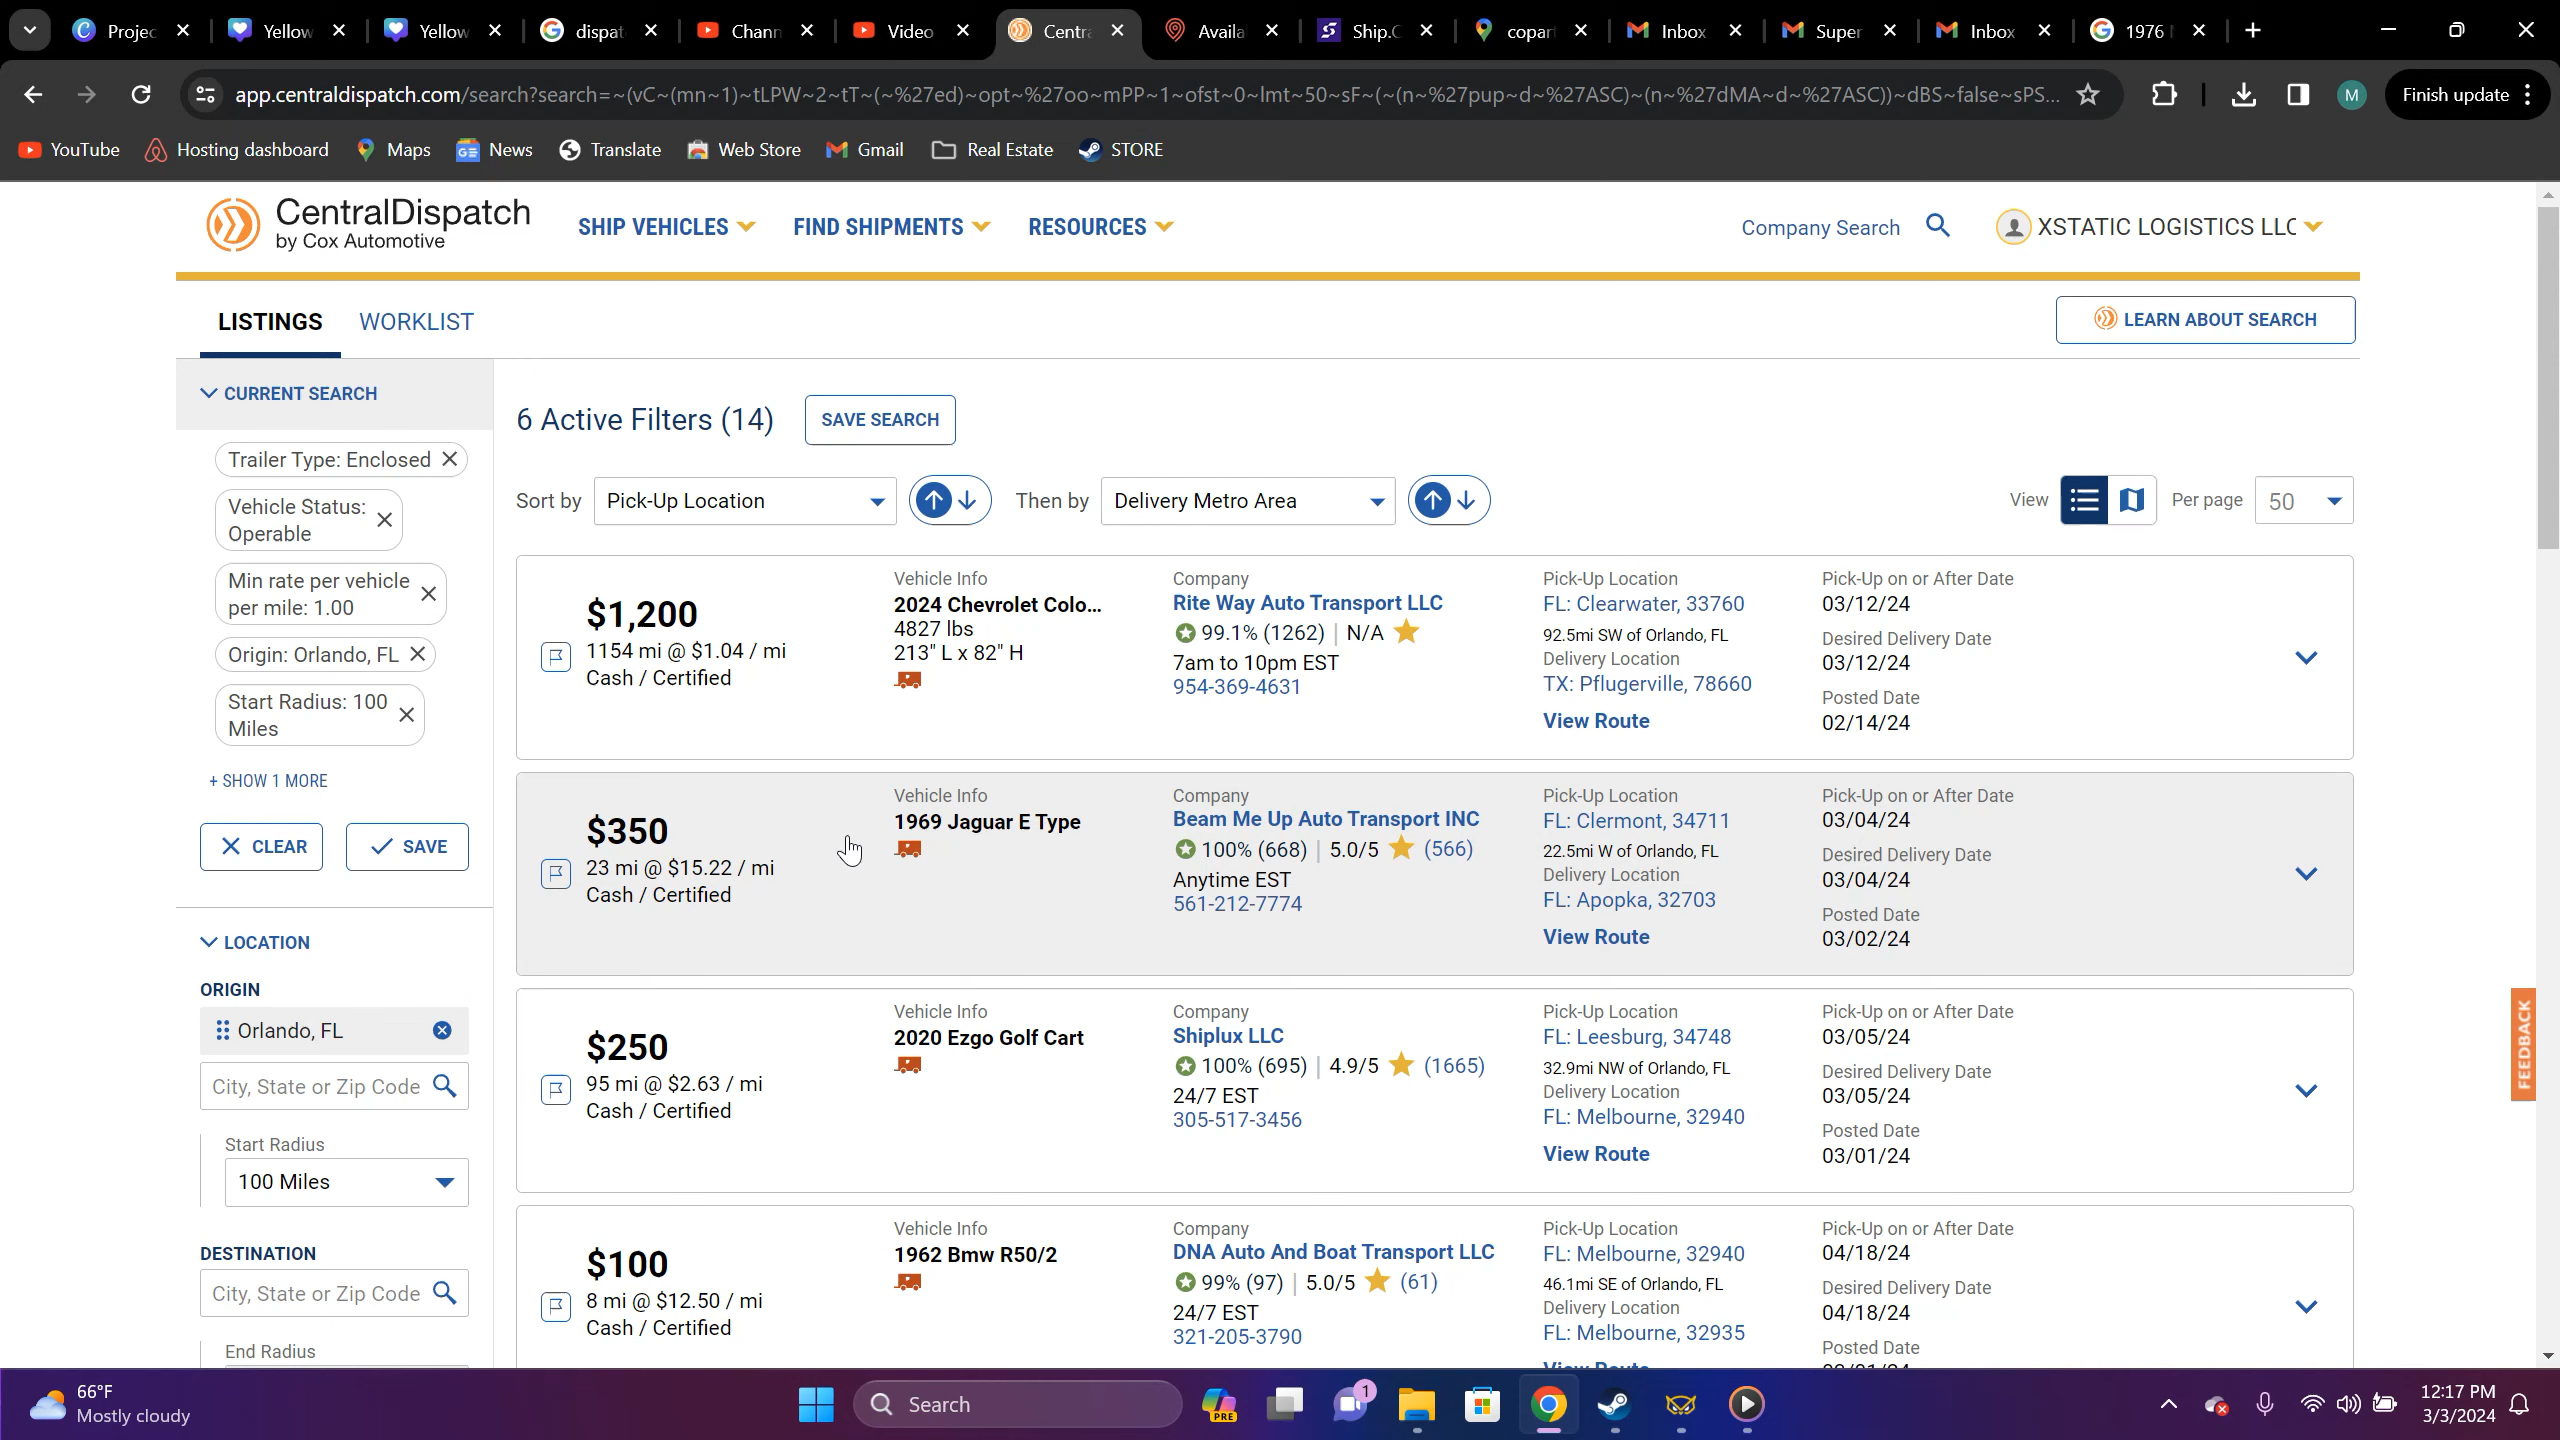 Projec
Yellow
Yellow
dispat
Chann
Video
Centra
Availa
Ship.C
copar
Inbox
Super
Inbox
1976
app.centraldispatch.com/search?search=~(vC~(mn~1)~tLPW~2~tT~(~%27ed)~opt~%27oo~mPP~1~ofst~0~lmt~50~sF~(~(n~%27pup~d~%27ASC)~(n~%27dMA~d~%27ASC))~dBS~false~sPS...
M
Finish update
YouTube
Hosting dashboard
Maps
News
Translate
Web Store
Gmail
Real Estate
STORE
CentralDispatch
by Cox Automotive
SHIP VEHICLES
FIND SHIPMENTS
RESOURCES
Company Search
XSTATIC LOGISTICS LLC
LISTINGS
WORKLIST
LEARN ABOUT SEARCH
CURRENT SEARCH
Trailer Type: Enclosed
Vehicle Status:
Operable
Min rate per vehicle
per mile: 1.00
Origin: Orlando, FL
Start Radius: 100
Miles
+ SHOW 1 MORE
CLEAR
SAVE
LOCATION
ORIGIN
Orlando, FL
City, State or Zip Code
Start Radius
100 Miles
DESTINATION
City, State or Zip Code
End Radius
6 Active Filters (14)
SAVE SEARCH
Sort by
Pick-Up Location
Then by
Delivery Metro Area
View
Per page
50
$1,200
1154 mi @ $1.04 / mi
Cash / Certified
Vehicle Info
2024 Chevrolet Colo...
4827 lbs
213" L x 82" H
Company
Rite Way Auto Transport LLC
99.1% (1262) | N/A
7am to 10pm EST
954-369-4631
Pick-Up Location
FL: Clearwater, 33760
92.5mi SW of Orlando, FL
Delivery Location
TX: Pflugerville, 78660
View Route
Pick-Up on or After Date
03/12/24
Desired Delivery Date
03/12/24
Posted Date
02/14/24
$350
23 mi @ $15.22 / mi
Cash / Certified
Vehicle Info
1969 Jaguar E Type
Company
Beam Me Up Auto Transport INC
100% (668) | 5.0/5 (566)
Anytime EST
561-212-7774
Pick-Up Location
FL: Clermont, 34711
22.5mi W of Orlando, FL
Delivery Location
FL: Apopka, 32703
View Route
Pick-Up on or After Date
03/04/24
Desired Delivery Date
03/04/24
Posted Date
03/02/24
$250
95 mi @ $2.63 / mi
Cash / Certified
Vehicle Info
2020 Ezgo Golf Cart
Company
Shiplux LLC
100% (695) | 4.9/5 (1665)
24/7 EST
305-517-3456
Pick-Up Location
FL: Leesburg, 34748
32.9mi NW of Orlando, FL
Delivery Location
FL: Melbourne, 32940
View Route
Pick-Up on or After Date
03/05/24
Desired Delivery Date
03/05/24
Posted Date
03/01/24
$100
8 mi @ $12.50 / mi
Cash / Certified
Vehicle Info
1962 Bmw R50/2
Company
DNA Auto And Boat Transport LLC
99% (97) | 5.0/5 (61)
24/7 EST
321-205-3790
Pick-Up Location
FL: Melbourne, 32940
46.1mi SE of Orlando, FL
Delivery Location
FL: Melbourne, 32935
View Route
Pick-Up on or After Date
04/18/24
Desired Delivery Date
04/18/24
Posted Date
FEEDBACK
66°F
Mostly cloudy
Search
PRE
1
12:17 PM
3/3/2024